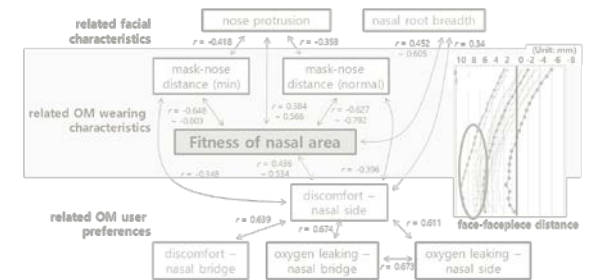 related facial
characteristics
nose protrusion
nasal root breadth
r = -0.418
r = -0.359
r = 0.452
~ 0.605
r = 0.34
(Unit: mm)
10 8 6 4 2 0 -2 -4 -6 -8
mask-nose
distance (min)
mask-nose
distance (normal)
related OM wearing
characteristics
r = -0.648
r = 0.384
~ 0.566
r = -0.627
~ -0.792
Fitness of nasal area
r = 0.436
~ 0.534
r = -0.348
r = -0.396
discomfort –
nasal side
face-facepiece distance
related OM user
preferences
r = 0.639
r = 0.674
r = 0.611
discomfort –
nasal bridge
oxygen leaking –
nasal bridge
r = 0.673
oxygen leaking –
nasal side